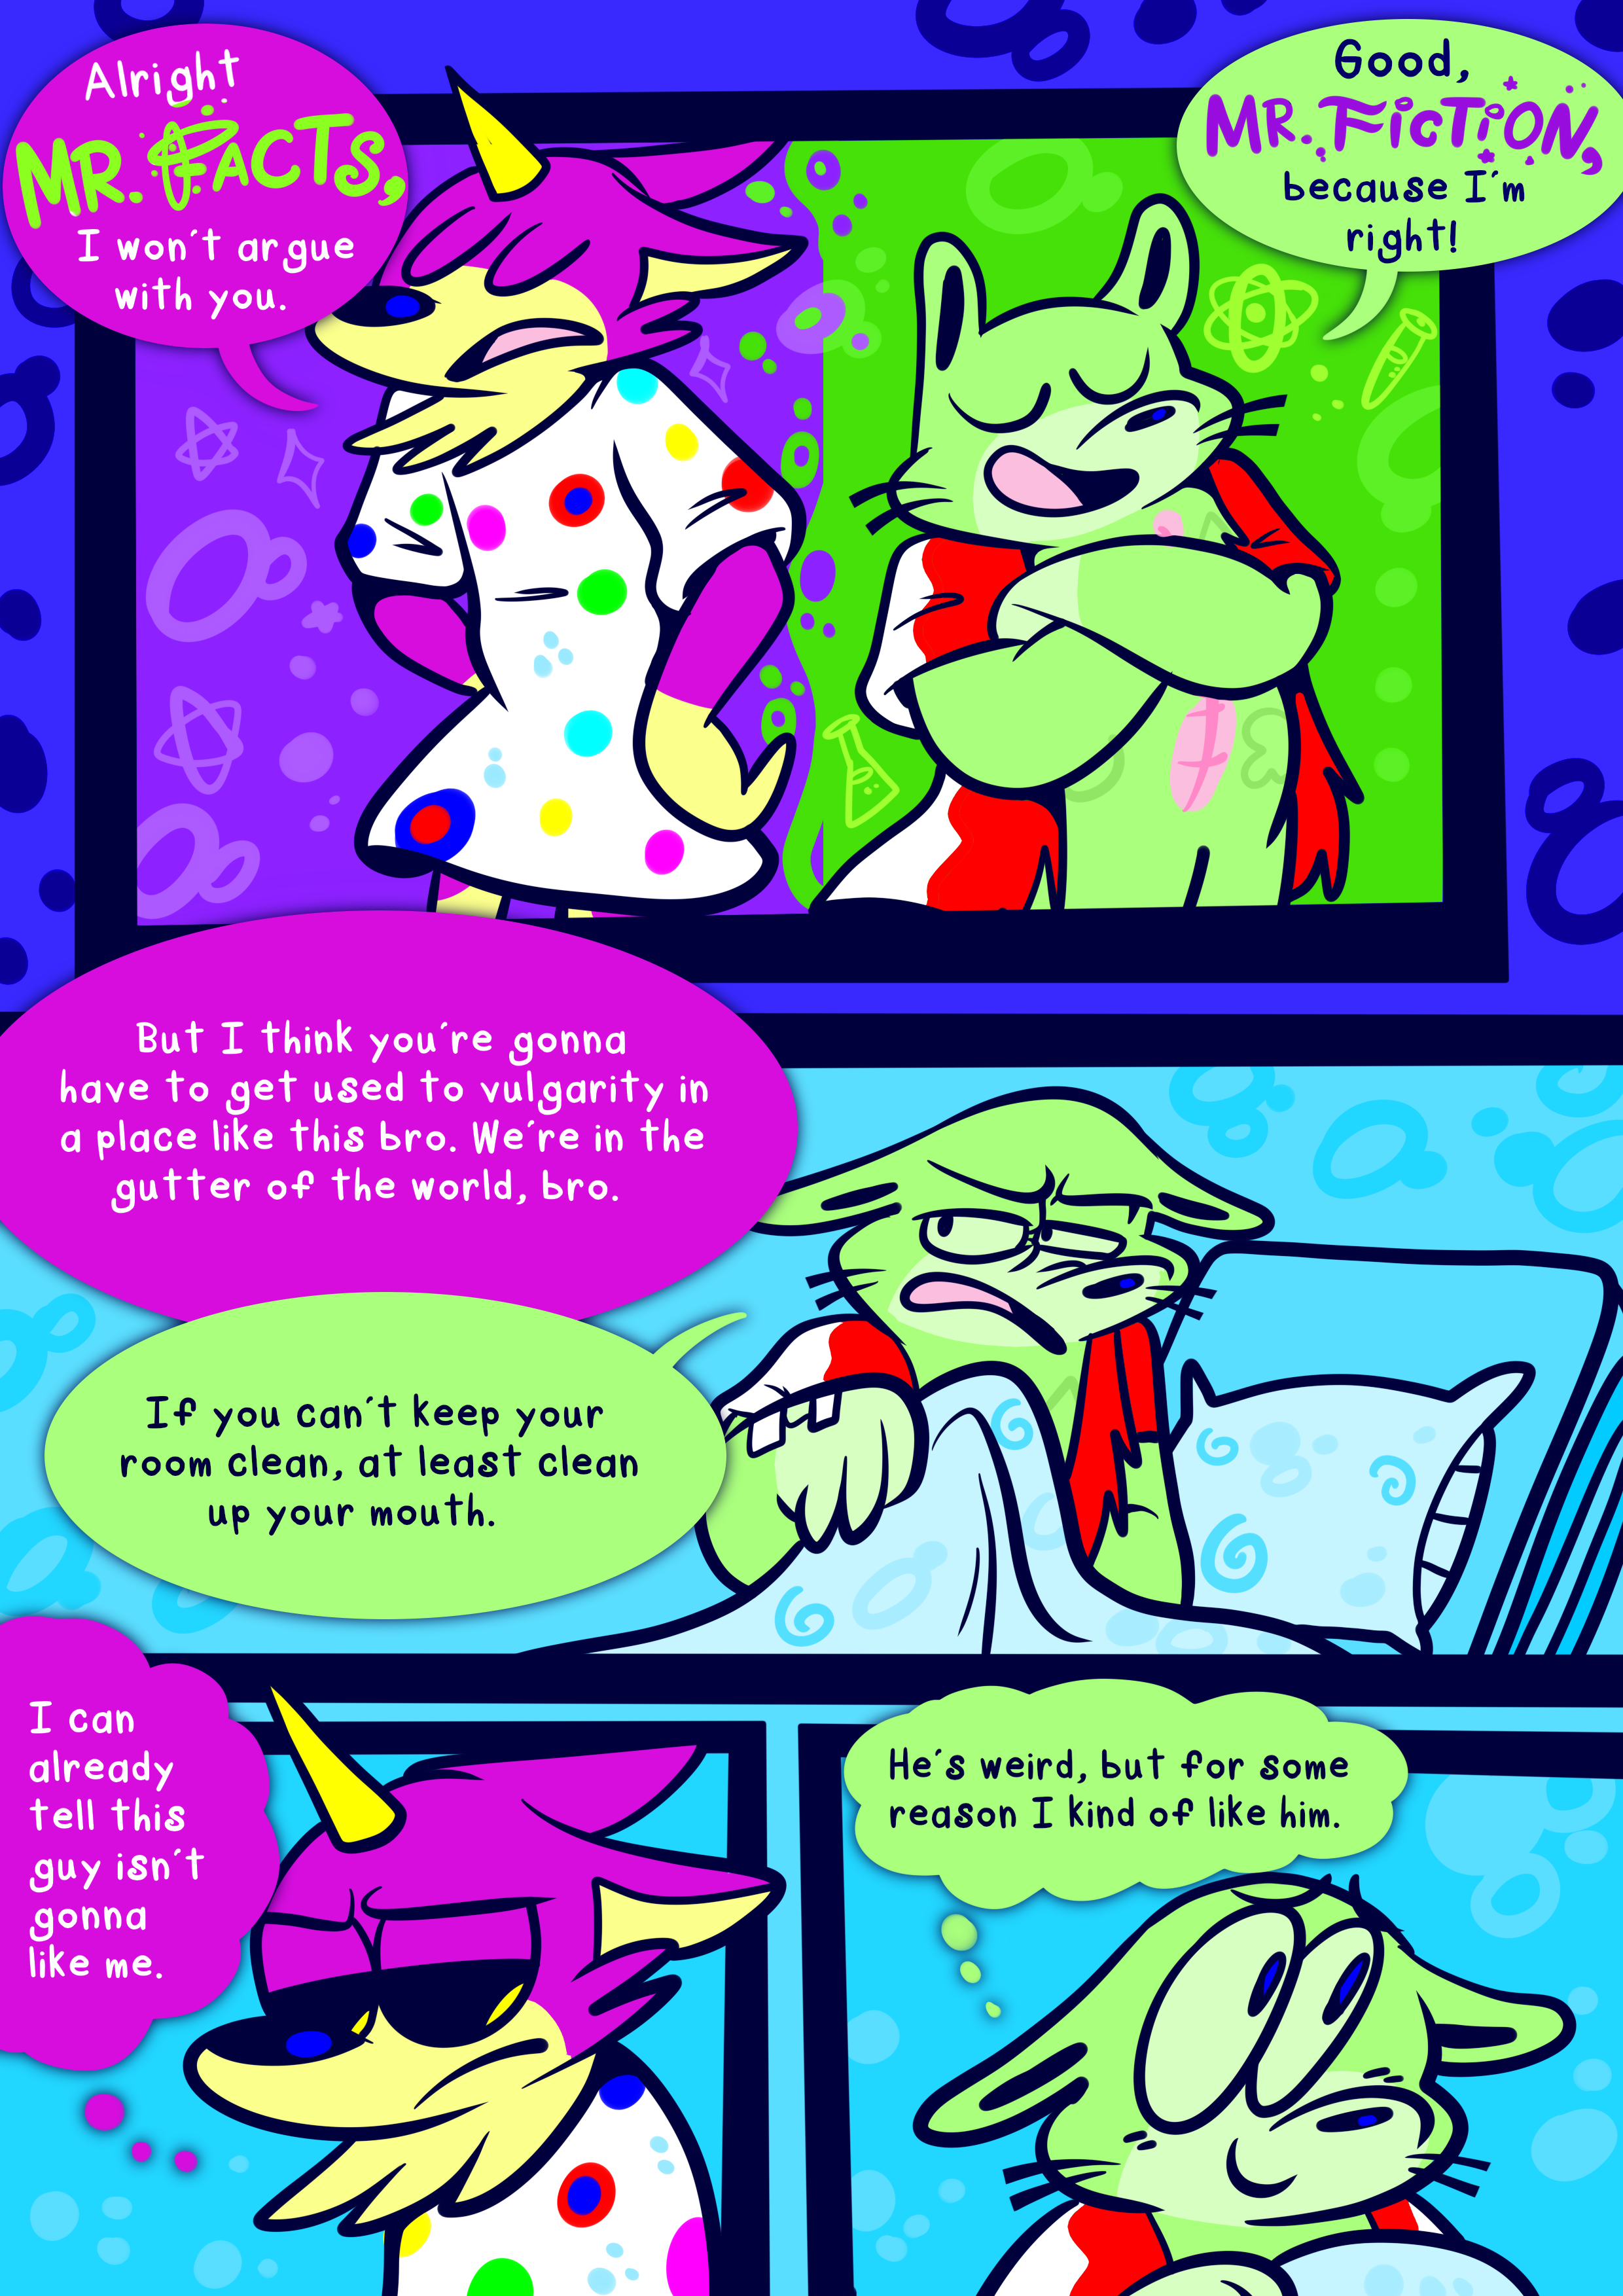 Alright
MR. FACTS,
I won't argue
with you.
Good,
MR. FiCTiON,
because I'm
right!
But I think you're gonna
have to get used to vulgarity in
a place like this bro. We're in the
gutter of the world, bro.
If you can't keep your
room clean, at least clean
up your mouth.
I can
already
tell this
guy isn't
gonna
like me.
He's weird, but for some
reason I kind of like him.